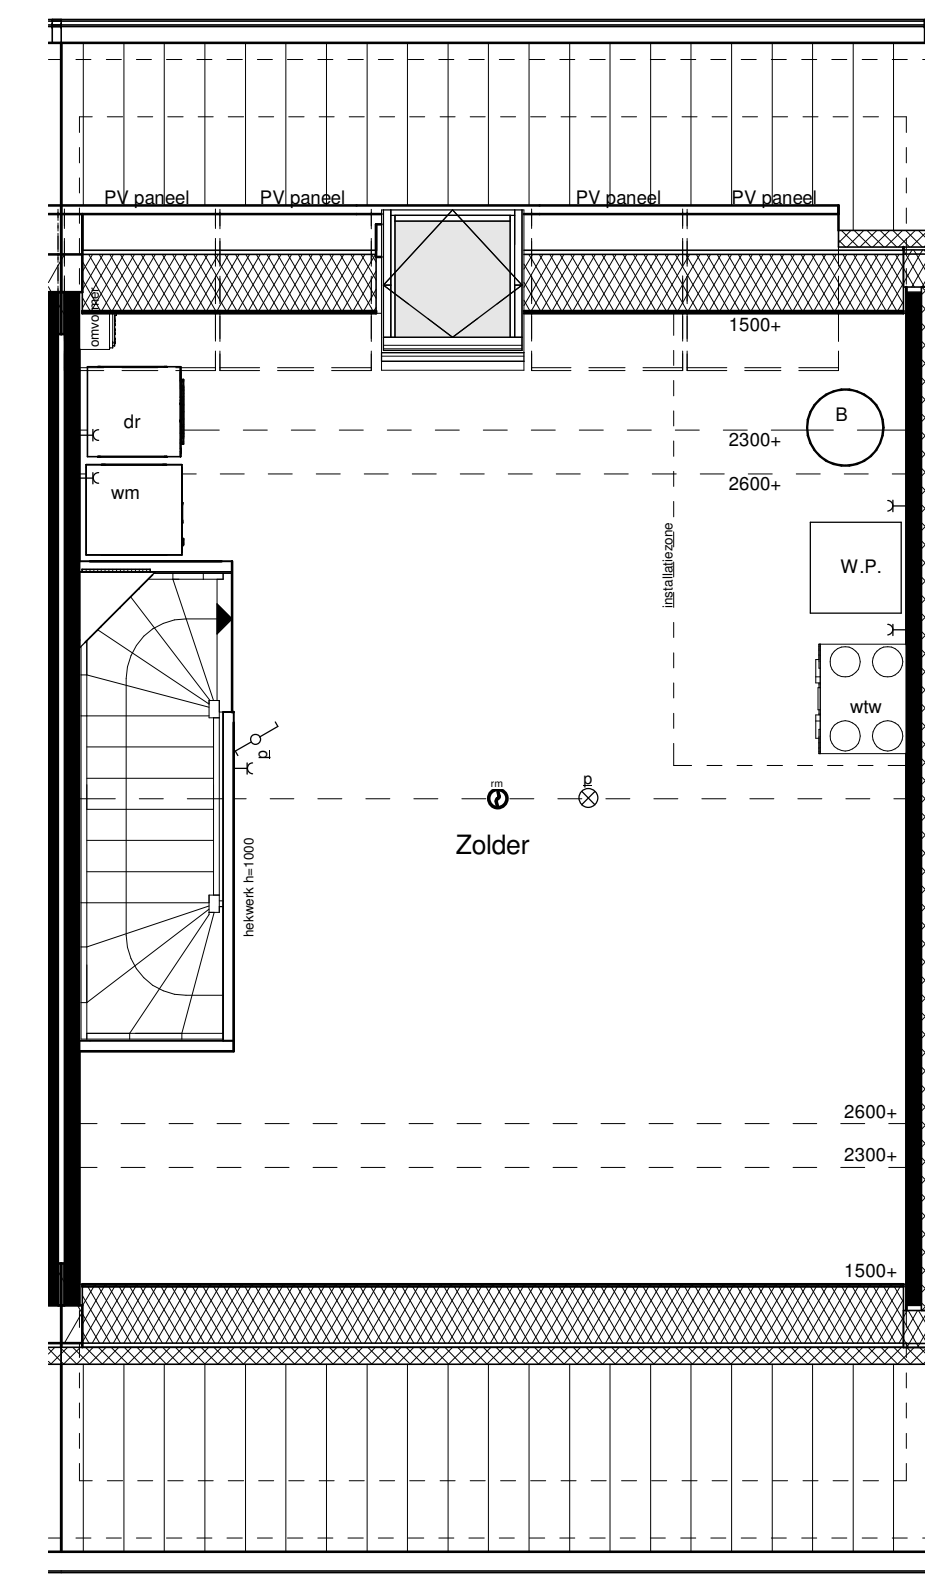 PV paneel
PV paneel
PV paneel
PV paneel
omvormer
1500+
dr
B
2300+
wm
2600+
installatiezone
W.P.
wtw
p
rm
p
Zolder
hekwerk h=1000
2600+
2300+
1500+